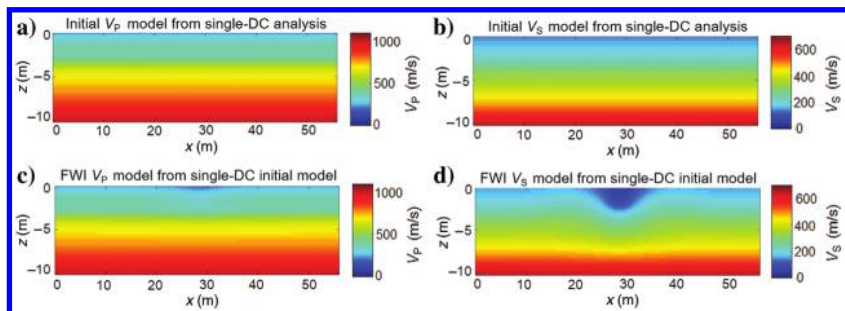 a) Initial VP model from single-DC analysis
0
−5
−10
z (m)
0 10 20 30 40 50
x (m)
1000
500
0
VP (m/s)
b) Initial VS model from single-DC analysis
0
−5
−10
z (m)
0 10 20 30 40 50
x (m)
600
400
200
0
VS (m/s)
c) FWI VP model from single-DC initial model
0
−5
−10
z (m)
0 10 20 30 40 50
x (m)
1000
500
0
VP (m/s)
d) FWI VS model from single-DC initial model
0
−5
−10
z (m)
0 10 20 30 40 50
x (m)
600
400
200
0
VS (m/s)